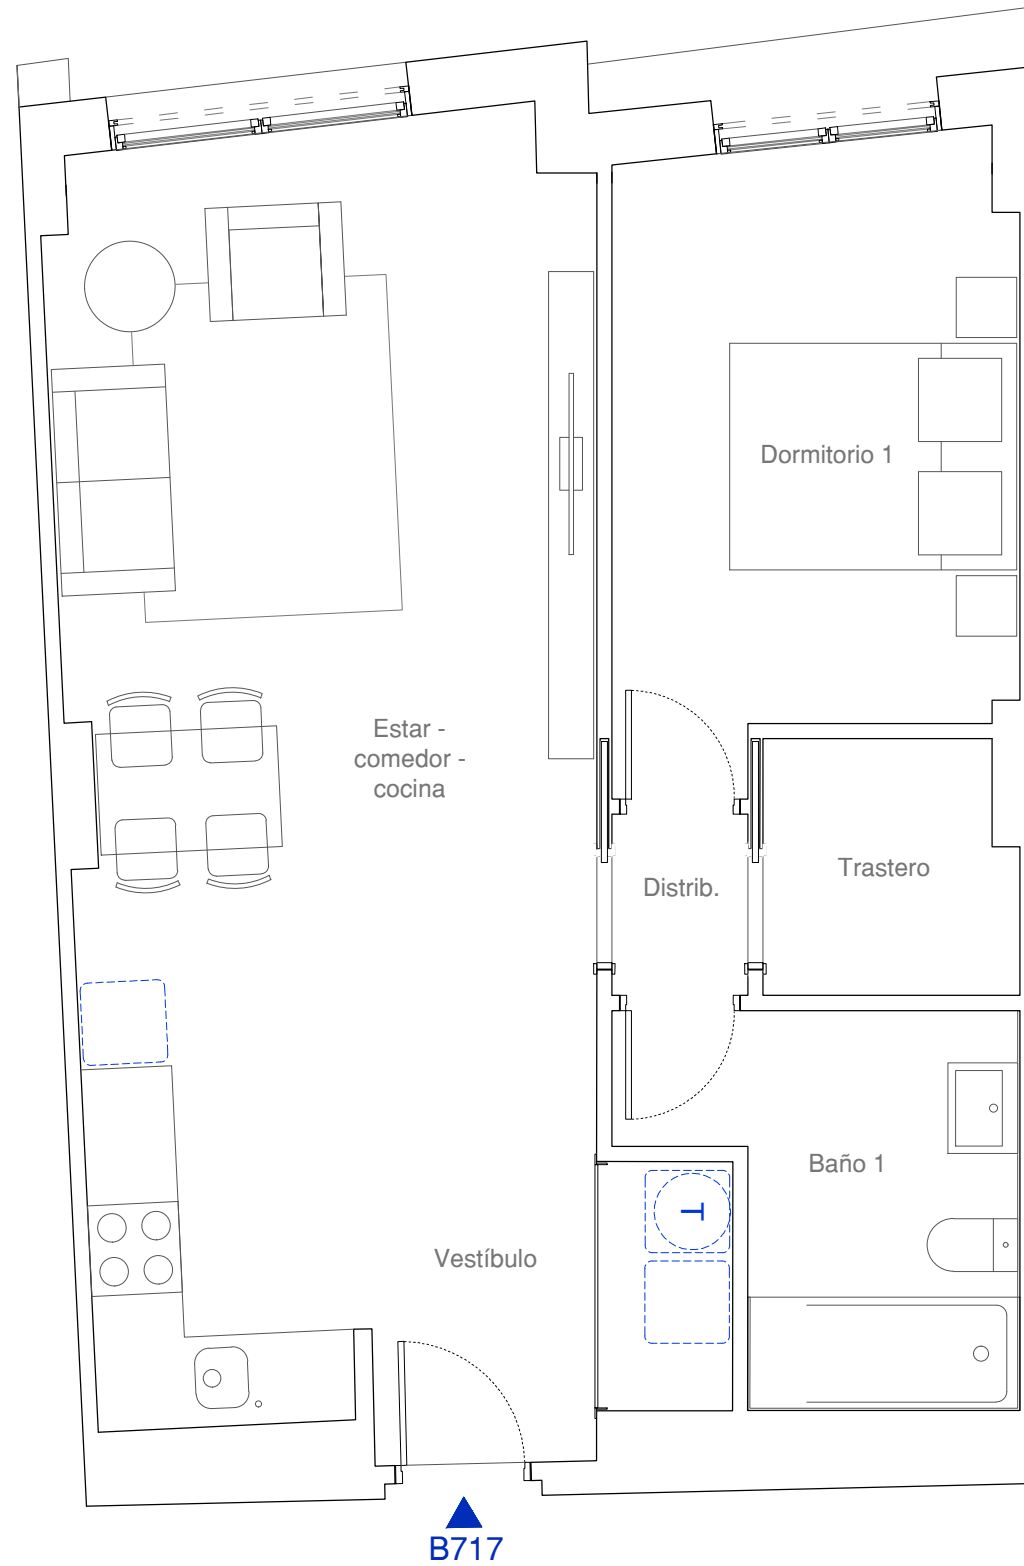 Dormitorio 1
Estar -
comedor -
cocina
Trastero
Distrib.
Baño 1
T
Vestíbulo
B717